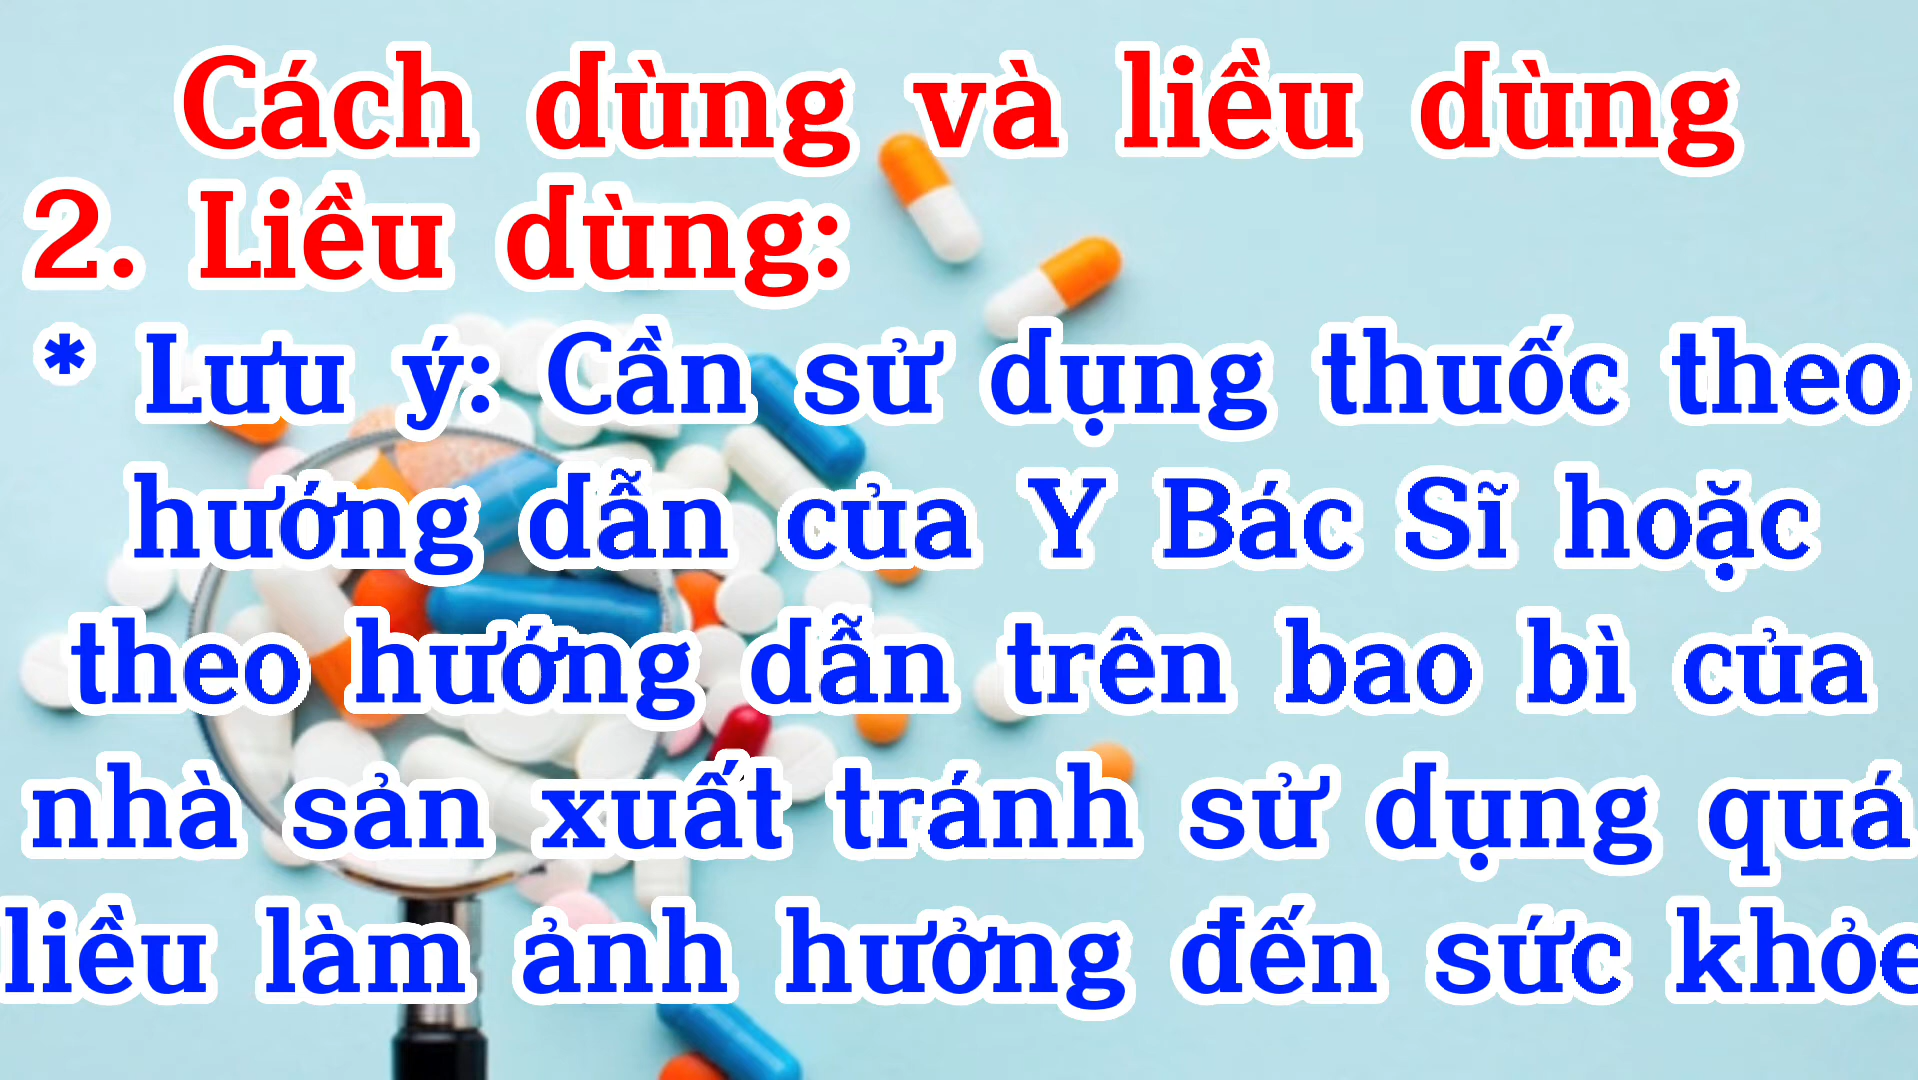 Cách dùng và liều dùng
2. Liều dùng:
* Lưu ý: Cần sử dụng thuốc theo
hướng dẫn của Y Bác Sĩ hoặc
theo hướng dẫn trên bao bì của
nhà sản xuất tránh sử dụng quá
liều làm ảnh hưởng đến sức khỏe